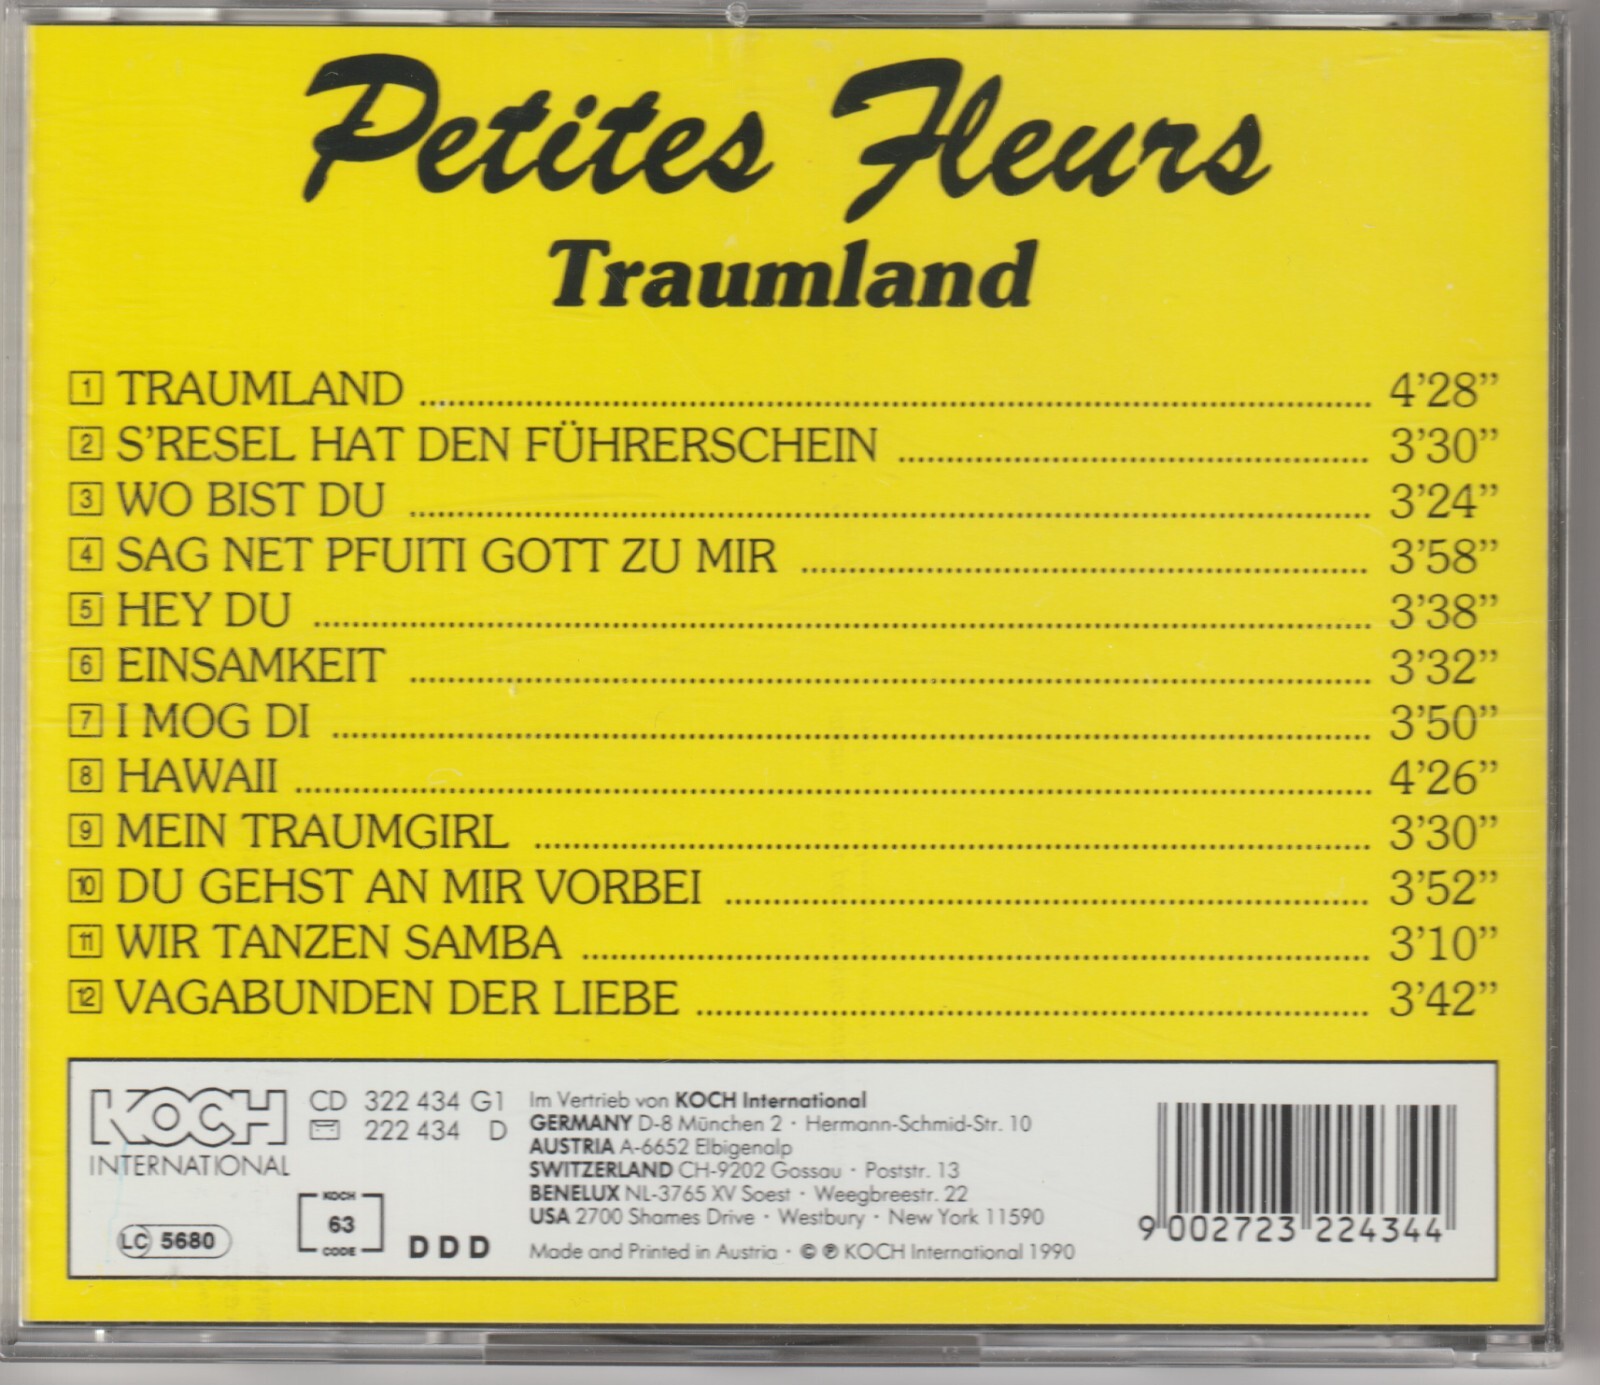 Petites Fleurs
Traumland
1 TRAUMLAND 4'28"
2 S'RESEL HAT DEN FÜHRERSCHEIN 3'30"
3 WO BIST DU 3'24"
4 SAG NET PFUITI GOTT ZU MIR 3'58"
5 HEY DU 3'38"
6 EINSAMKEIT 3'32"
7 I MOG DI 3'50"
8 HAWAII 4'26"
9 MEIN TRAUMGIRL 3'30"
10 DU GEHST AN MIR VORBEI 3'52"
11 WIR TANZEN SAMBA 3'10"
12 VAGABUNDEN DER LIEBE 3'42"
KOCH
INTERNATIONAL
CD 322 434 G1
222 434 D
LC 5680
KOCH
63
CODE
DDD
Im Vertrieb von KOCH International
GERMANY D-8 München 2 · Hermann-Schmid-Str. 10
AUSTRIA A-6652 Elbigenalp
SWITZERLAND CH-9202 Gossau · Poststr. 13
BENELUX NL-3765 XV Soest · Weegbreestr. 22
USA 2700 Shames Drive · Westbury · New York 11590
Made and Printed in Austria · © ℗ KOCH International 1990
9 002723 224344